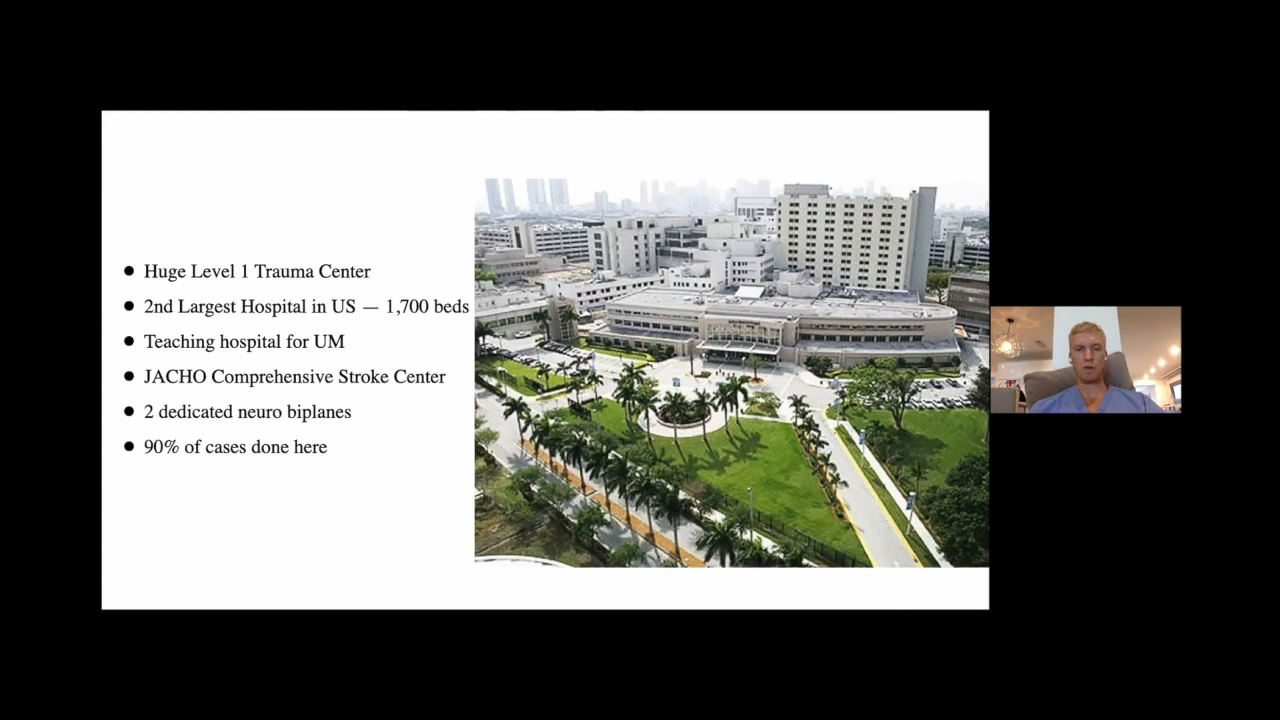 Huge Level 1 Trauma Center
2nd Largest Hospital in US — 1,700 beds
Teaching hospital for UM
JACHO Comprehensive Stroke Center
2 dedicated neuro biplanes
90% of cases done here